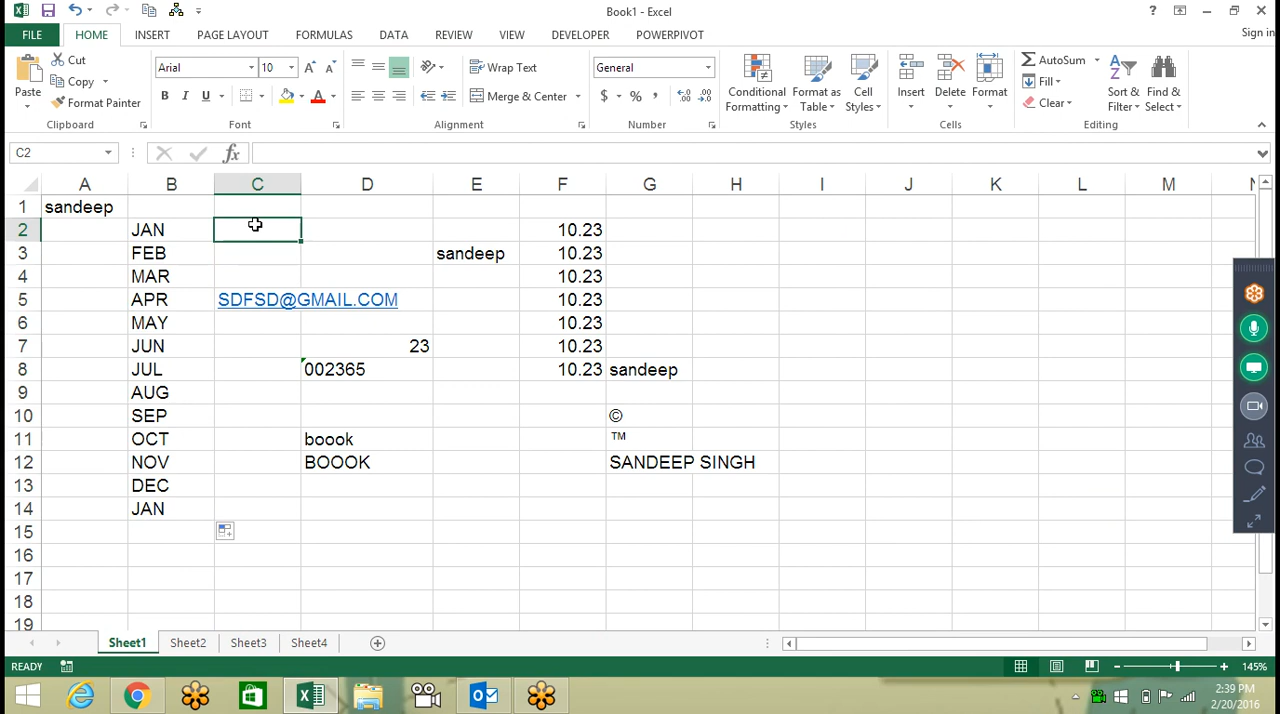 Book1 - Excel
Sign in
FILE HOME INSERT PAGE LAYOUT FORMULAS DATA REVIEW VIEW DEVELOPER POWERPIVOT
Paste
Cut
Copy
Format Painter
Clipboard
Arial 10
B I U
Font
Wrap Text
Merge & Center
Alignment
General
$ % ,
Number
Conditional Formatting
Format as Table
Cell Styles
Styles
Insert Delete Format
Cells
AutoSum
Fill
Clear
Sort & Filter
Find & Select
Editing
C2 fx
A B C D E F G H I J K L M N
1 sandeep
2 JAN 10.23
3 FEB sandeep 10.23
4 MAR 10.23
5 APR SDFSD@GMAIL.COM 10.23
6 MAY 10.23
7 JUN 23 10.23
8 JUL 002365 10.23 sandeep
9 AUG
10 SEP ©
11 OCT boook ™
12 NOV BOOOK SANDEEP SINGH
13 DEC
14 JAN
15
16
17
18
19
Sheet1 Sheet2 Sheet3 Sheet4
READY 145%
2:39 PM
2/20/2016